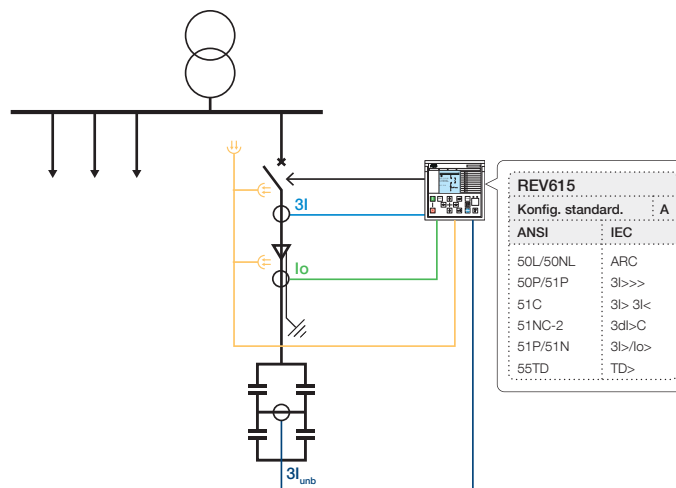 REV615
Konfig. standard. A
ANSI IEC
50L/50NL ARC
50P/51P 3I>>>
51C 3I> 3I<
51NC-2 3dI>C
51P/51N 3I>/Io>
55TD TD>
3I
Io
3Iunb